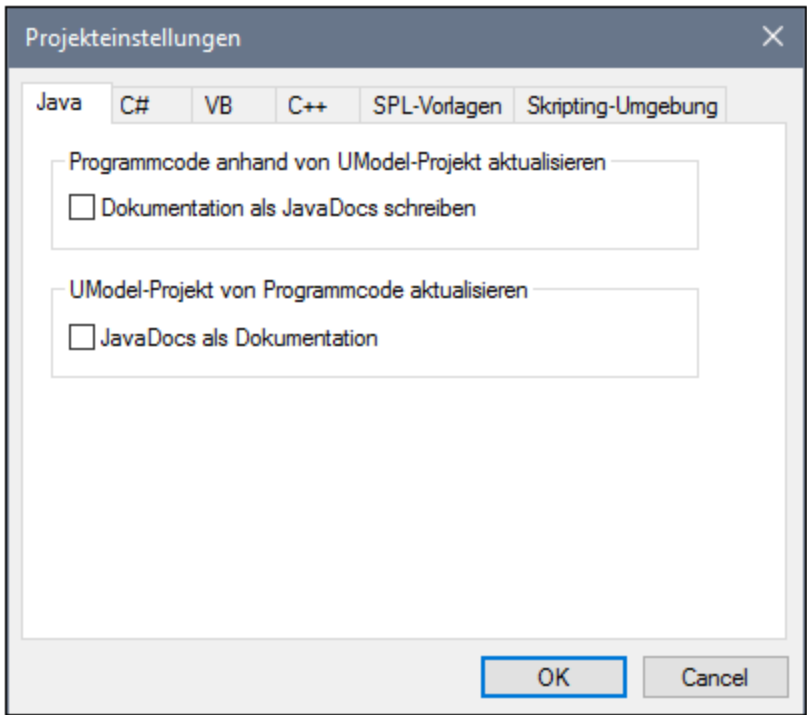 Projekteinstellungen
Java C# VB C++ SPL-Vorlagen Skripting-Umgebung
Programmcode anhand von UModel-Projekt aktualisieren
Dokumentation als JavaDocs schreiben
UModel-Projekt von Programmcode aktualisieren
JavaDocs als Dokumentation
OK Cancel